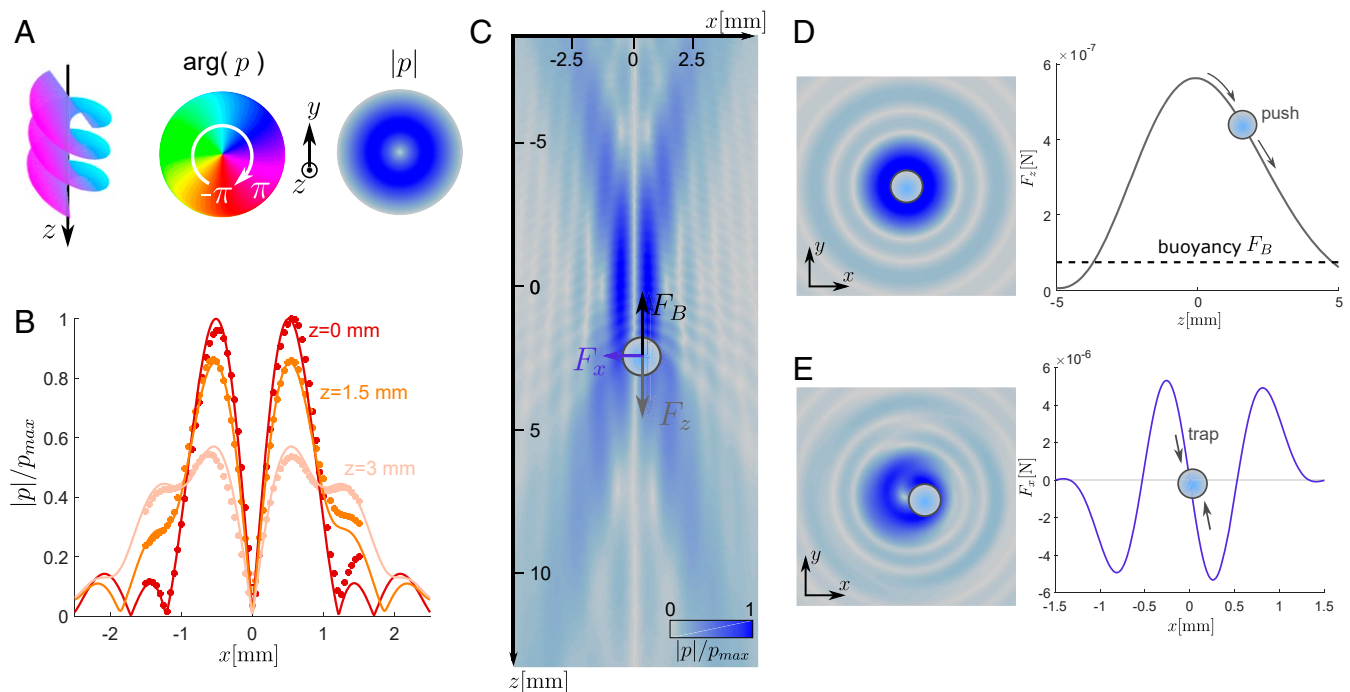 A
arg( p )
|p|
y
z
-π
π
z
B
|p|/p_max
1
0.8
0.6
0.4
0.2
0
z=0 mm
z=1.5 mm
z=3 mm
-2
-1
0
1
2
x[mm]
C
x[mm]
-2.5
0
2.5
-5
0
5
10
F_B
F_x
F_z
0
1
|p|/p_max
z[mm]
D
y
x
×10^-7
6
4
2
0
F_z[N]
push
buoyancy F_B
-5
0
5
z[mm]
E
y
x
×10^-6
6
4
2
0
-2
-4
-6
F_x[N]
trap
-1.5
-1
-0.5
0
0.5
1
1.5
x[mm]